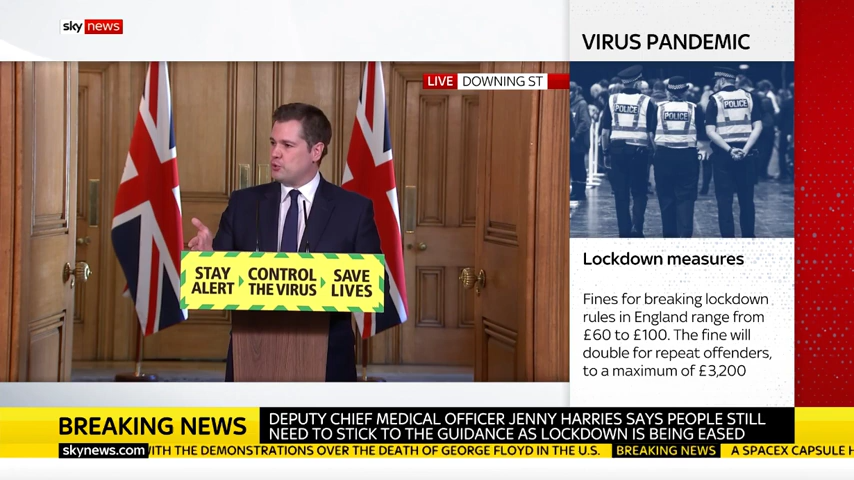 sky news
LIVE DOWNING ST
STAY ALERT
CONTROL THE VIRUS
SAVE LIVES
VIRUS PANDEMIC
POLICE
POLICE
POLICE
Lockdown measures
Fines for breaking lockdown
rules in England range from
£60 to £100. The fine will
double for repeat offenders,
to a maximum of £3,200
BREAKING NEWS
DEPUTY CHIEF MEDICAL OFFICER JENNY HARRIES SAYS PEOPLE STILL
NEED TO STICK TO THE GUIDANCE AS LOCKDOWN IS BEING EASED
skynews.com WITH THE DEMONSTRATIONS OVER THE DEATH OF GEORGE FLOYD IN THE U.S. BREAKING NEWS A SPACEX CAPSULE H